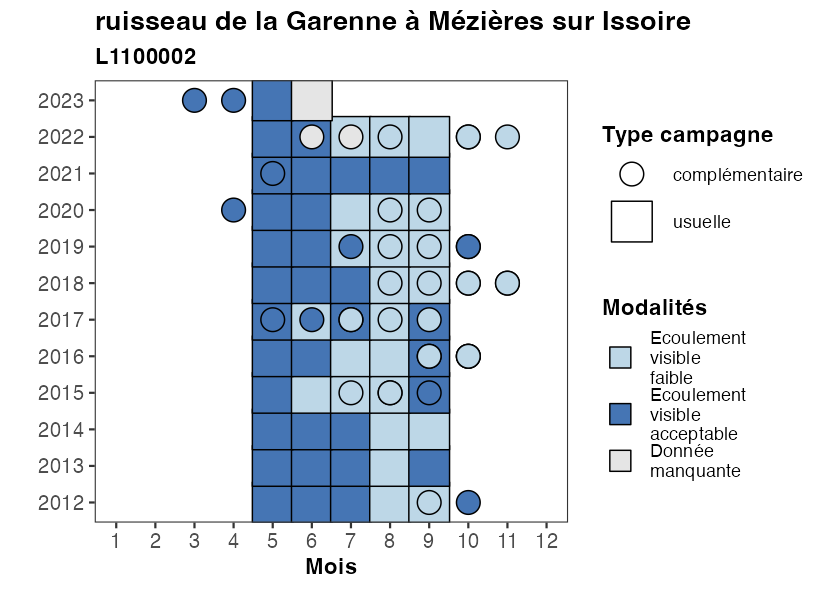 ruisseau de la Garenne à Mézières sur Issoire
L1100002
2023
2022
2021
2020
2019
2018
2017
2016
2015
2014
2013
2012
1 2 3 4 5 6 7 8 9 10 11 12
Mois
Type campagne
complémentaire
usuelle
Modalités
Ecoulement
visible
faible
Ecoulement
visible
acceptable
Donnée
manquante